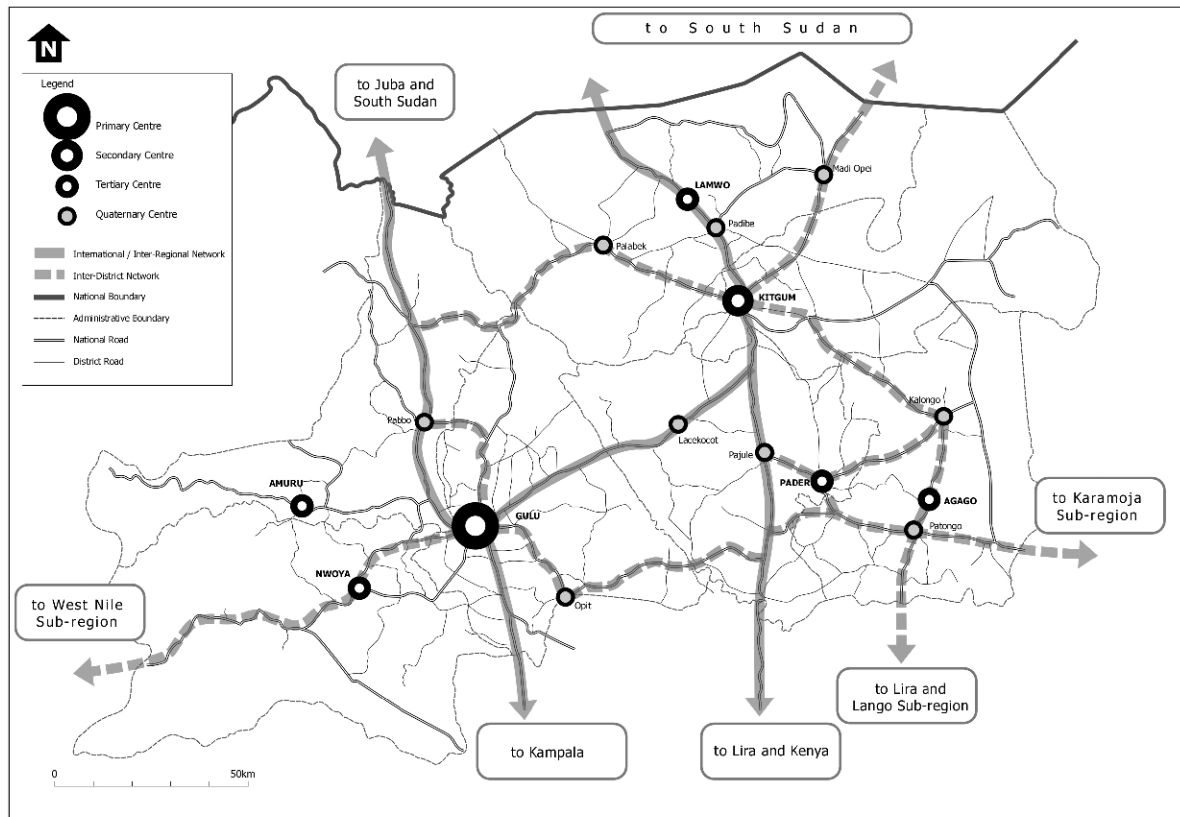 N
Legend
Primary Centre
Secondary Centre
Tertiary Centre
Quaternary Centre
International / Inter-Regional Network
Inter-District Network
National Boundary
Administrative Boundary
National Road
District Road
to South Sudan
to Juba and
South Sudan
Madi Opei
LAMWO
Padibe
Palabek
KITGUM
Kalongo
Pabbo
Lacekocot
Pajule
PADER
AGAGO
AMURU
GULU
Patongo
to Karamoja
Sub-region
NWOYA
Opit
to West Nile
Sub-region
to Lira and
Lango Sub-region
to Kampala
to Lira and Kenya
0
50km